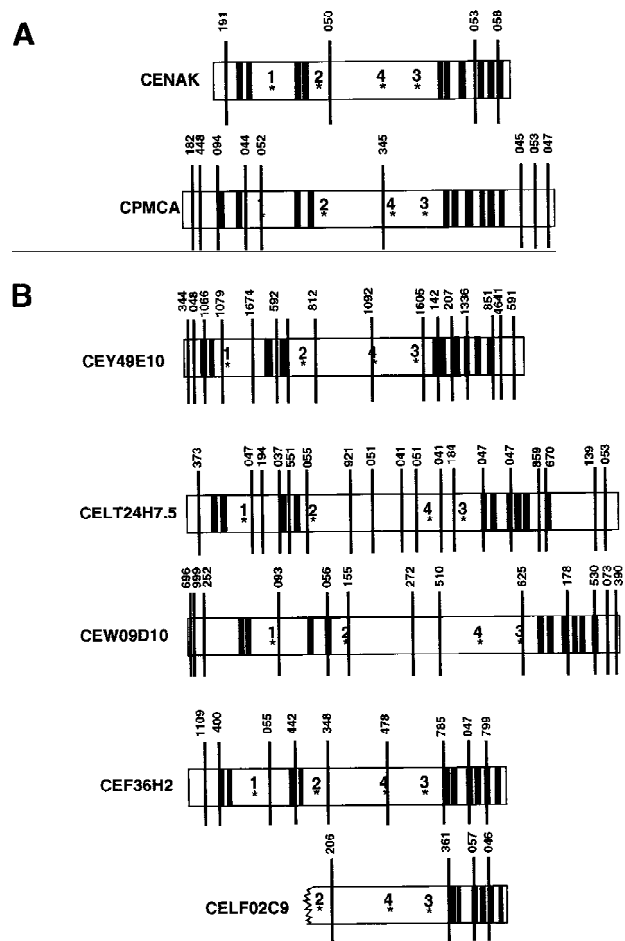 A
191 050 053 058
CENAK 1 2 4 3
* * * *
182 448 094 044 052 345 045 053 047
CPMCA 2 4 3
* * *
B
344 048 1066 1079 1674 592 812 1092 1605 142 207 1336 851 4641 591
CEY49E10 1 2 4 3
* * * *
373 047 194 037 551 055 921 051 041 051 041 184 047 047 859 670 139 053
CELT24H7.5 1 2 4 3
* * * *
696 999 252 093 056 155 272 510 625 178 530 073 390
CEW09D10 1 2 4 3
* * * *
1109 400 055 442 348 478 785 047 799
CEF36H2 1 2 4 3
* * * *
206 361 057 046
CELF02C9 2 4 3
* * *